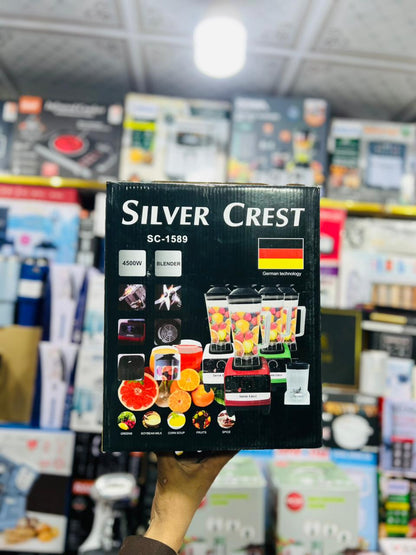 SILVER CREST
SC-1589
4500W
BLENDER
German technology
GREENS
SOYBEAN MILK
CORN SOUP
FRUITS
SPICE